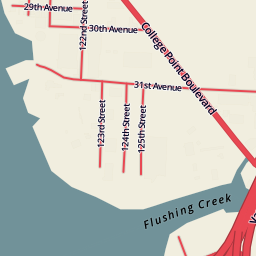 29th Avenue
122nd Street
30th Avenue
College Point Boulevard
31st Avenue
123rd Street
124th Street
125th Street
Flushing Creek